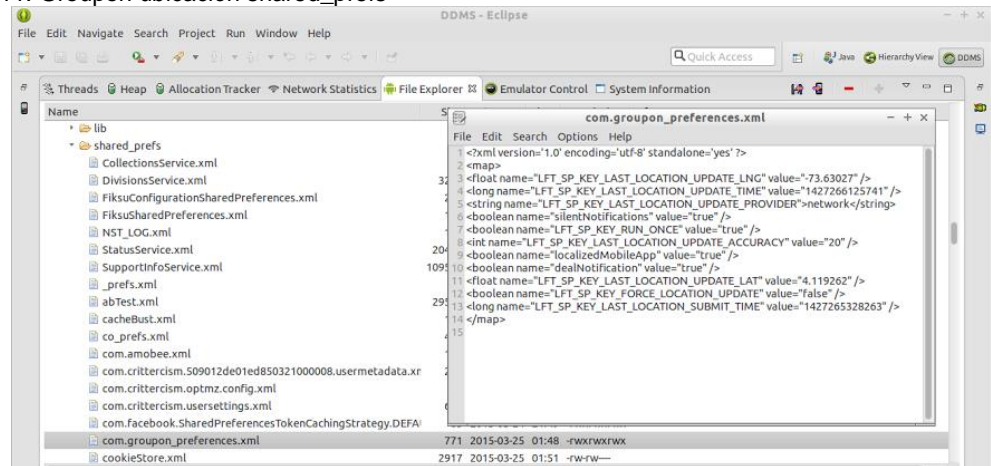 DDMS - Eclipse
File Edit Navigate Search Project Run Window Help
Quick Access
Java
Hierarchy View
DDMS
Threads Heap Allocation Tracker Network Statistics File Explorer Emulator Control System Information
Name
lib
shared_prefs
CollectionsService.xml
DivisionsService.xml
FiksuConfigurationSharedPreferences.xml
FiksuSharedPreferences.xml
NST_LOG.xml
StatusService.xml
SupportInfoService.xml
_prefs.xml
abTest.xml
cacheBust.xml
co_prefs.xml
com.amobee.xml
com.crittercism.509012de01ed850321000008.usermetadata.xr
com.crittercism.optmz.config.xml
com.crittercism.usersettings.xml
com.facebook.SharedPreferencesTokenCachingStrategy.DEFA
com.groupon_preferences.xml 771 2015-03-25 01:48 -rwxrwxrwx
cookieStore.xml 2917 2015-03-25 01:51 -rw-rw---
com.groupon_preferences.xml
File Edit Search Options Help
1 <?xml version='1.0' encoding='utf-8' standalone='yes' ?>
2 <map>
3 <float name="LFT_SP_KEY_LAST_LOCATION_UPDATE_LNG" value="-73.63027" />
4 <long name="LFT_SP_KEY_LAST_LOCATION_UPDATE_TIME" value="1427266125741" />
5 <string name="LFT_SP_KEY_LAST_LOCATION_UPDATE_PROVIDER">network</string>
6 <boolean name="silentNotifications" value="true" />
7 <boolean name="LFT_SP_KEY_RUN_ONCE" value="true" />
8 <int name="LFT_SP_KEY_LAST_LOCATION_UPDATE_ACCURACY" value="20" />
9 <boolean name="localizedMobileApp" value="true" />
10 <boolean name="dealNotification" value="true" />
11 <float name="LFT_SP_KEY_LAST_LOCATION_UPDATE_LAT" value="4.119262" />
12 <boolean name="LFT_SP_KEY_FORCE_LOCATION_UPDATE" value="false" />
13 <long name="LFT_SP_KEY_LAST_LOCATION_SUBMIT_TIME" value="1427265328263" />
14 </map>
15